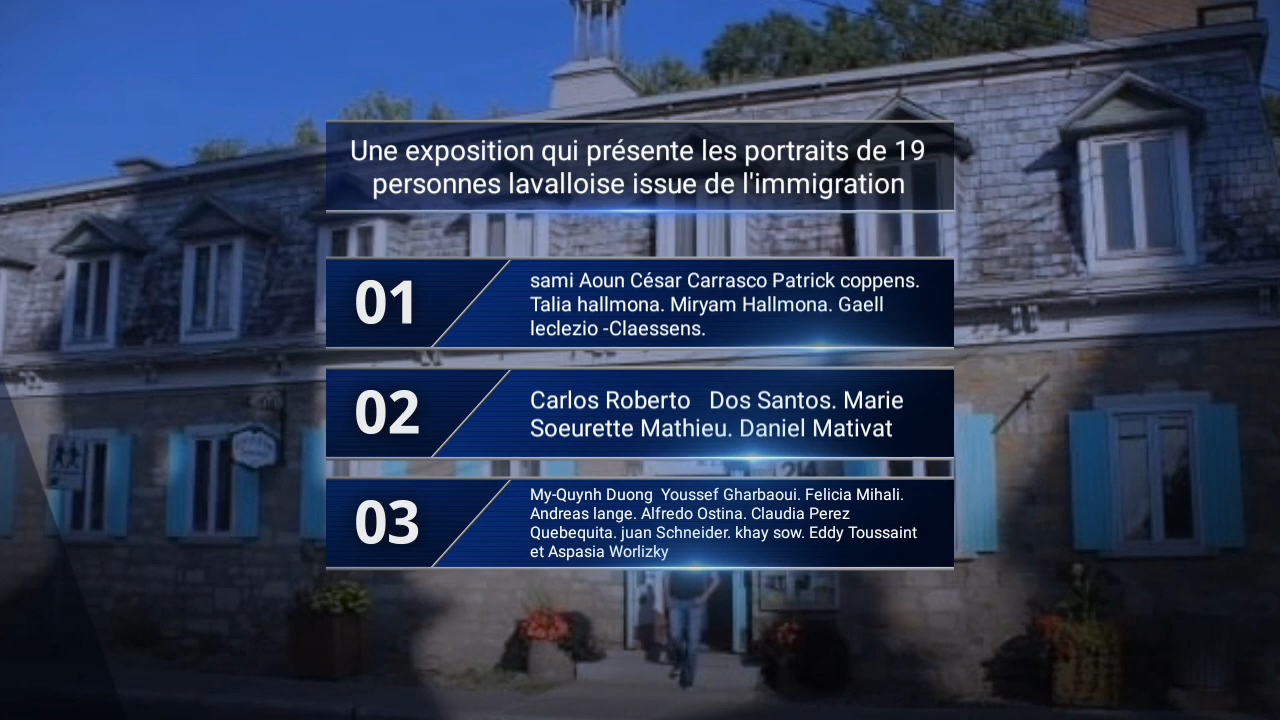 Une exposition qui présente les portraits de 19
personnes lavalloise issue de l'immigration
01
sami Aoun César Carrasco Patrick coppens.
Talia hallmona. Miryam Hallmona. Gaell
leclezio -Claessens.
02
Carlos Roberto   Dos Santos. Marie
Soeurette Mathieu. Daniel Mativat
214
03
My-Quynh Duong  Youssef Gharbaoui. Felicia Mihali.
Andreas lange. Alfredo Ostina. Claudia Perez
Quebequita. juan Schneider. khay sow. Eddy Toussaint
et Aspasia Worlizky